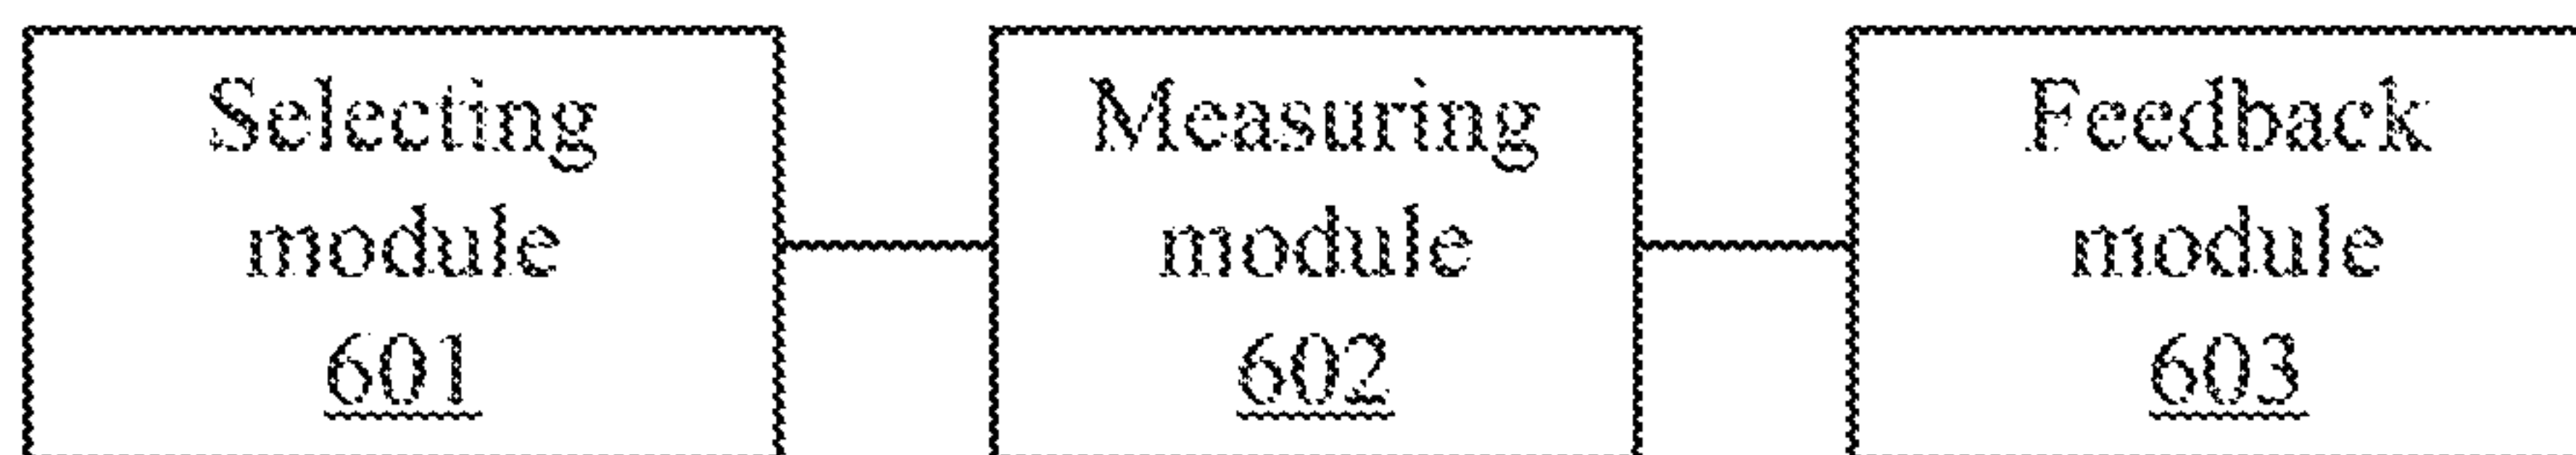 Selecting
module
601
Measuring
module
602
Feedback
module
603